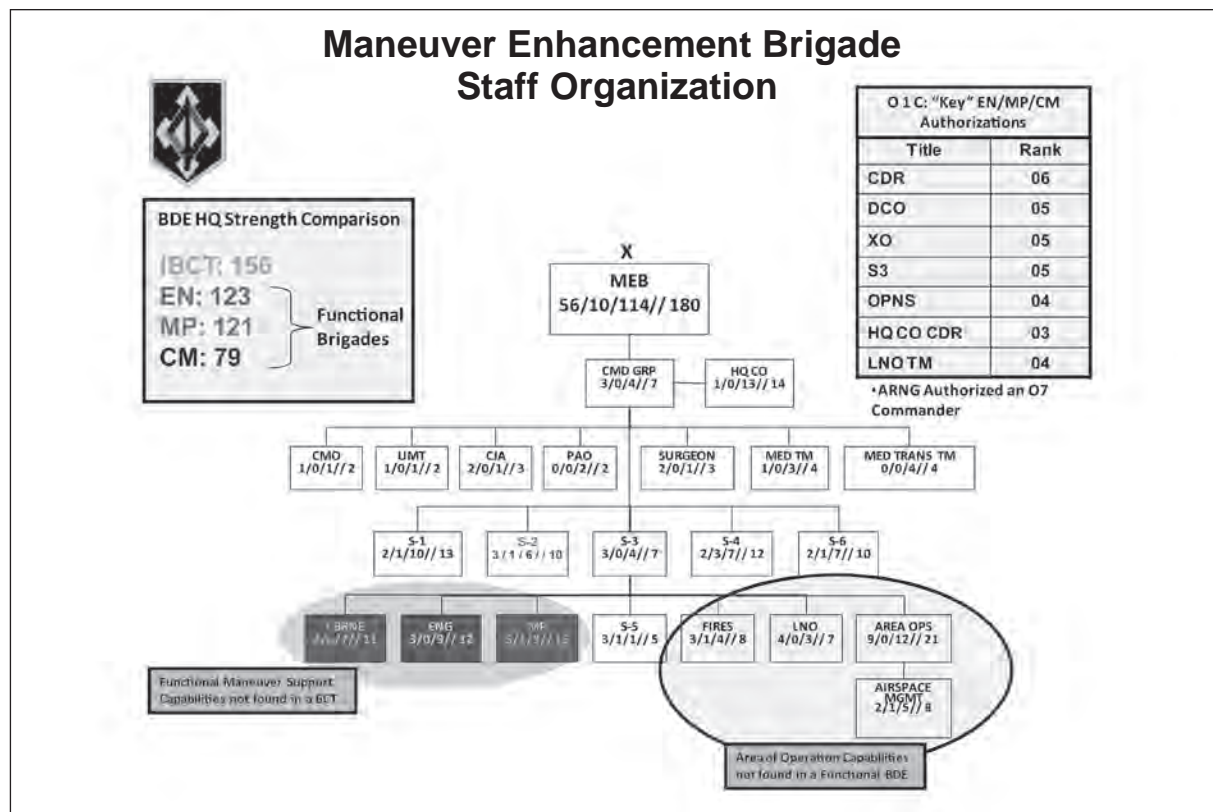 Maneuver Enhancement Brigade
Staff Organization
O 1 C: "Key" EN/MP/CM
Authorizations
Title Rank
CDR 06
DCO 05
XO 05
S3 05
OPNS 04
HQ CO CDR 03
LNO TM 04
•ARNG Authorized an O7
Commander
BDE HQ Strength Comparison
IBCT: 156
EN: 123
MP: 121
CM: 79
Functional
Brigades
X
MEB
56/10/114// 180
CMD GRP
3/0/4// 7
HQ CO
1/0/13// 14
CMO
1/0/1// 2
UMT
1/0/1// 2
CJA
2/0/1// 3
PAO
0/0/2// 2
SURGEON
2/0/1// 3
MED TM
1/0/3// 4
MED TRANS TM
0/0/4// 4
S-1
2/1/10// 13
S-2
3/1/6// 10
S-3
3/0/4// 7
S-4
2/3/7// 12
S-6
2/1/7// 10
CBRNE
ENG
3/0/9// 12
MP
S-5
3/1/1// 5
FIRES
3/1/4// 8
LNO
4/0/3// 7
AREA OPS
9/0/12// 21
AIRSPACE
MGMT
2/1/5// 8
Functional Maneuver Support
Capabilities not found in a BCT
Area of Operation Capabilities
not found in a Functional BDE